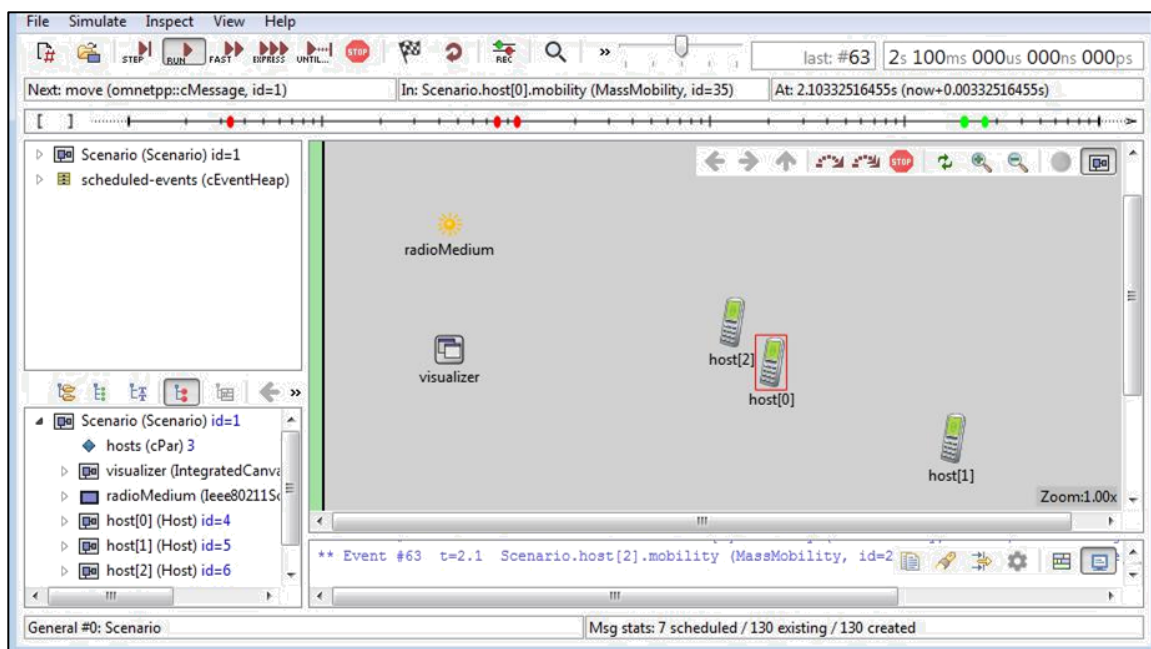 File Simulate Inspect View Help
STEP RUN FAST EXPRESS UNTIL... STOP REC » last: #63 2s 100ms 000us 000ns 000ps
Next: move (omnetpp::cMessage, id=1) In: Scenario.host[0].mobility (MassMobility, id=35) At: 2.10332516455s (now+0.00332516455s)
[ ]
Scenario (Scenario) id=1
scheduled-events (cEventHeap)
STOP
radioMedium
visualizer
host[2]
host[0]
host[1]
Zoom:1.00x
»
Scenario (Scenario) id=1
hosts (cPar) 3
visualizer (IntegratedCanva
radioMedium (Ieee80211Sc
host[0] (Host) id=4
host[1] (Host) id=5
host[2] (Host) id=6
** Event #63 t=2.1 Scenario.host[2].mobility (MassMobility, id=2
General #0: Scenario Msg stats: 7 scheduled / 130 existing / 130 created